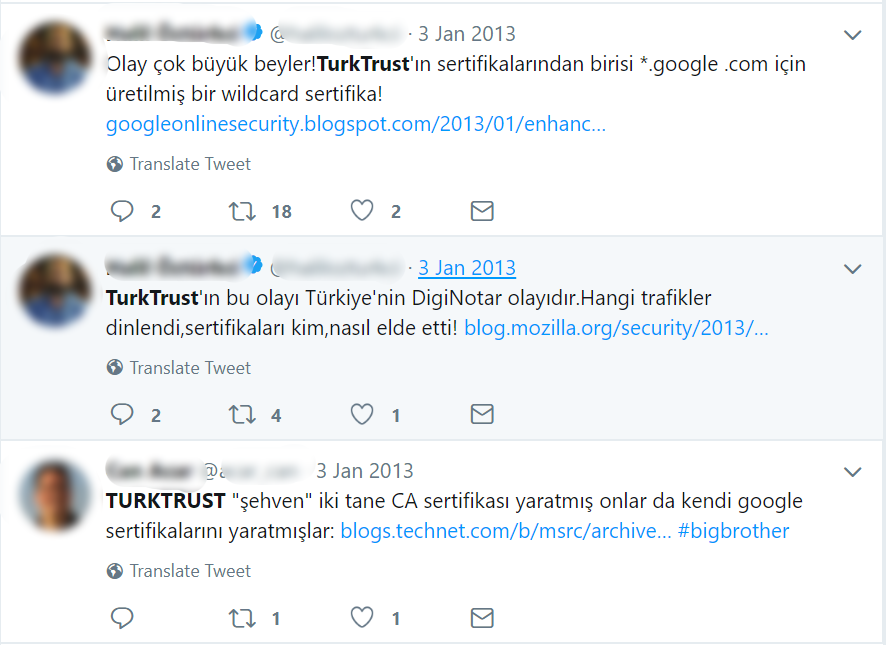 @ · 3 Jan 2013
Olay çok büyük beyler!TurkTrust'ın sertifikalarından birisi *.google .com için
üretilmiş bir wildcard sertifika!
googleonlinesecurity.blogspot.com/2013/01/enhanc…
Translate Tweet
2 18 2
· 3 Jan 2013
TurkTrust'ın bu olayı Türkiye'nin DigiNotar olayıdır.Hangi trafikler
dinlendi,sertifikaları kim,nasıl elde etti! blog.mozilla.org/security/2013/…
Translate Tweet
2 4 1
3 Jan 2013
TURKTRUST "şehven" iki tane CA sertifikası yaratmış onlar da kendi google
sertifikalarını yaratmışlar: blogs.technet.com/b/msrc/archive… #bigbrother
Translate Tweet
1 1